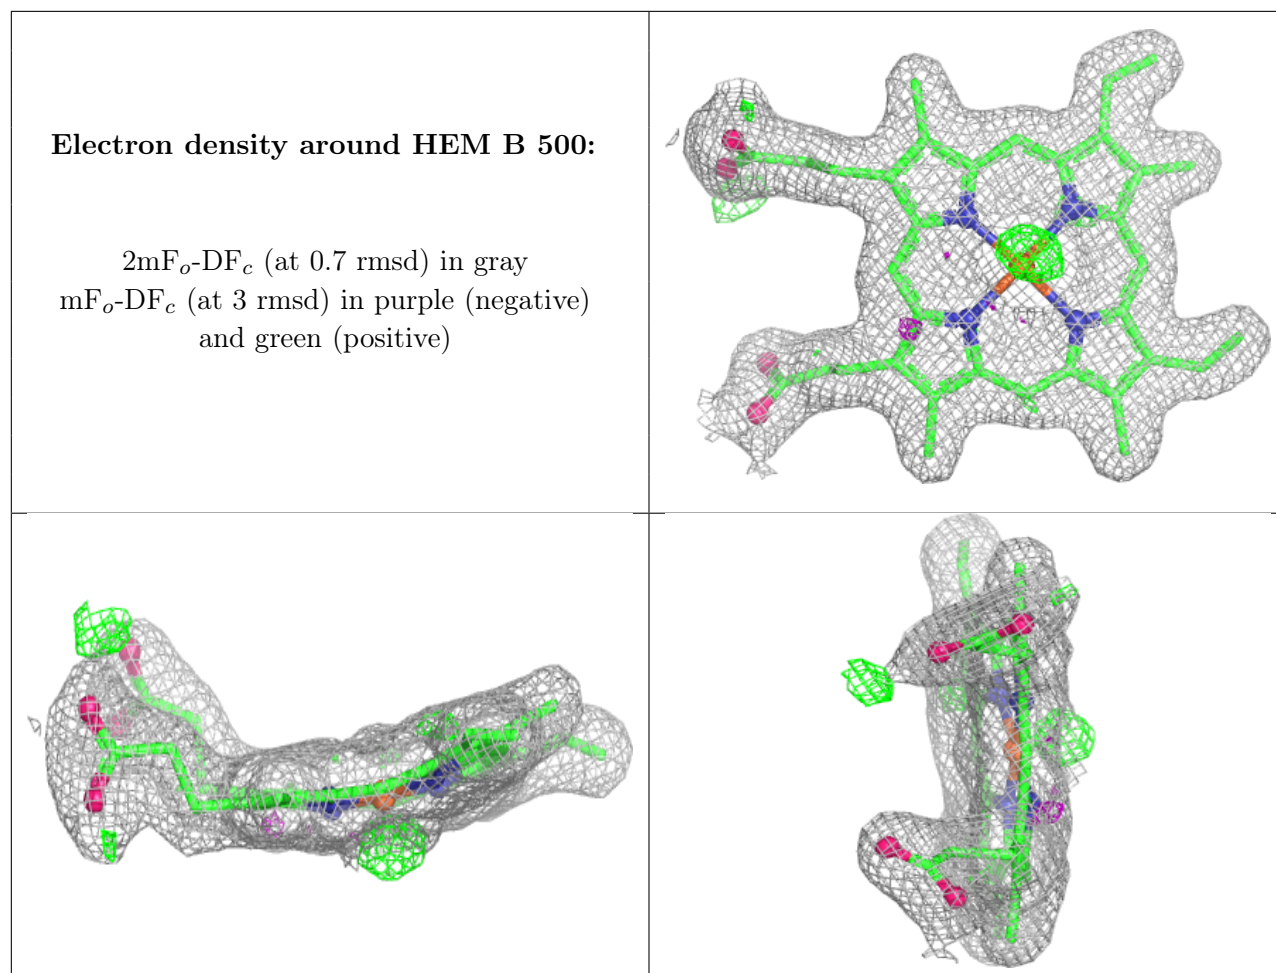 Electron density around HEM B 500:
2mFₒ-DF𝒸 (at 0.7 rmsd) in gray
mFₒ-DF𝒸 (at 3 rmsd) in purple (negative)
and green (positive)